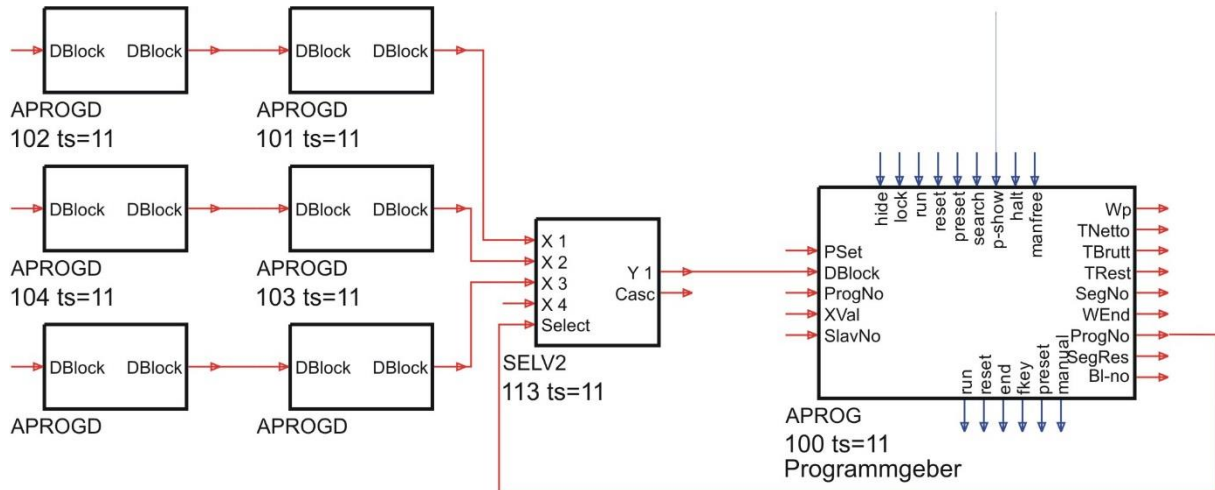 DBlock DBlock
APROGD
102 ts=11
DBlock DBlock
APROGD
101 ts=11
DBlock DBlock
APROGD
104 ts=11
DBlock DBlock
APROGD
103 ts=11
DBlock DBlock
APROGD
DBlock DBlock
APROGD
X 1
X 2
X 3
X 4
Select
Y 1
Casc
SELV2
113 ts=11
hide
lock
run
reset
preset
search
p-show
halt
manfree
PSet
DBlock
ProgNo
XVal
SlavNo
Wp
TNetto
TBrutt
TRest
SegNo
WEnd
ProgNo
SegRes
Bl-no
run
reset
end
fkey
preset
manual
APROG
100 ts=11
Programmgeber